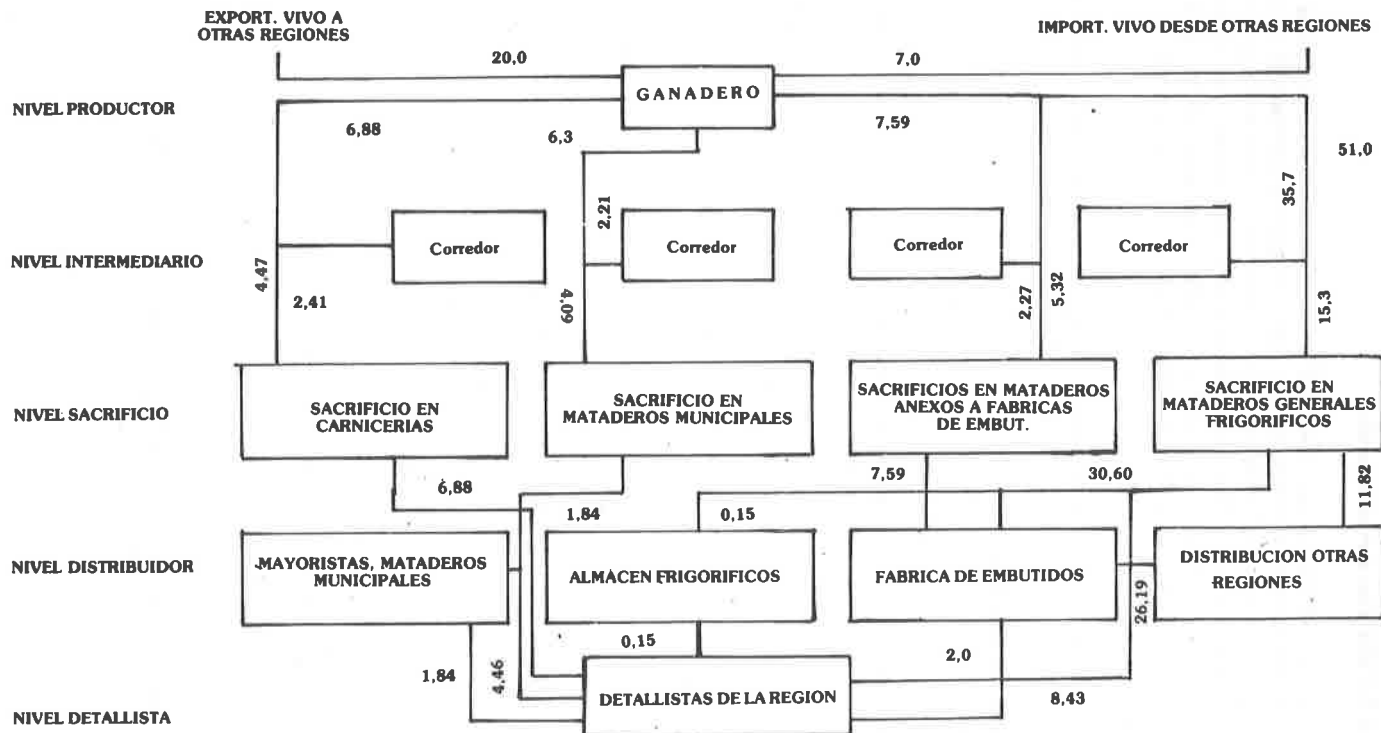 EXPORT. VIVO A
OTRAS REGIONES
IMPORT. VIVO DESDE OTRAS REGIONES
20,0
7,0
NIVEL PRODUCTOR
GANADERO
6,88
6,3
7,59
51,0
35,7
2,21
NIVEL INTERMEDIARIO
Corredor
Corredor
Corredor
Corredor
4,47
2,41
4,09
2,27
5,32
15,3
NIVEL SACRIFICIO
SACRIFICIO EN
CARNICERIAS
SACRIFICIO EN
MATADEROS MUNICIPALES
SACRIFICIOS EN MATADEROS
ANEXOS A FABRICAS
DE EMBUT.
SACRIFICIO EN
MATADEROS GENERALES
FRIGORIFICOS
6,88
1,84
0,15
7,59
30,60
11,82
NIVEL DISTRIBUIDOR
MAYORISTAS, MATADEROS
MUNICIPALES
ALMACEN FRIGORIFICOS
FABRICA DE EMBUTIDOS
DISTRIBUCION OTRAS
REGIONES
26,19
1,84
4,46
0,15
2,0
8,43
DETALLISTAS DE LA REGION
NIVEL DETALLISTA